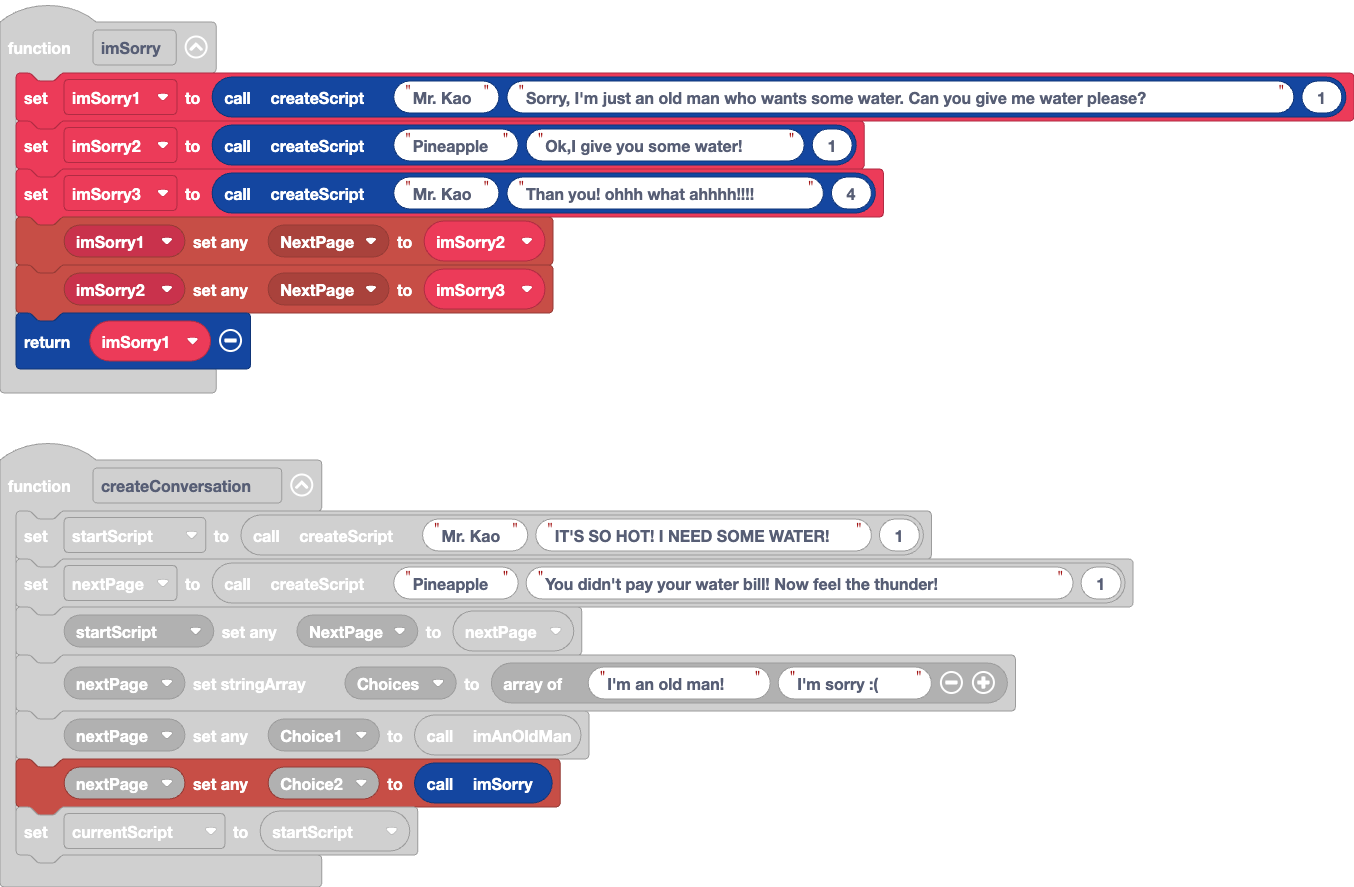 function imSorry
set imSorry1 to call createScript "Mr. Kao" "Sorry, I'm just an old man who wants some water. Can you give me water please?" 1
set imSorry2 to call createScript "Pineapple" "Ok,I give you some water!" 1
set imSorry3 to call createScript "Mr. Kao" "Than you! ohhh what ahhhh!!!!" 4
imSorry1 set any NextPage to imSorry2
imSorry2 set any NextPage to imSorry3
return imSorry1
function createConversation
set startScript to call createScript "Mr. Kao" "IT'S SO HOT! I NEED SOME WATER!" 1
set nextPage to call createScript "Pineapple" "You didn't pay your water bill! Now feel the thunder!" 1
startScript set any NextPage to nextPage
nextPage set stringArray Choices to array of "I'm an old man!" "I'm sorry :("
nextPage set any Choice1 to call imAnOldMan
nextPage set any Choice2 to call imSorry
set currentScript to startScript